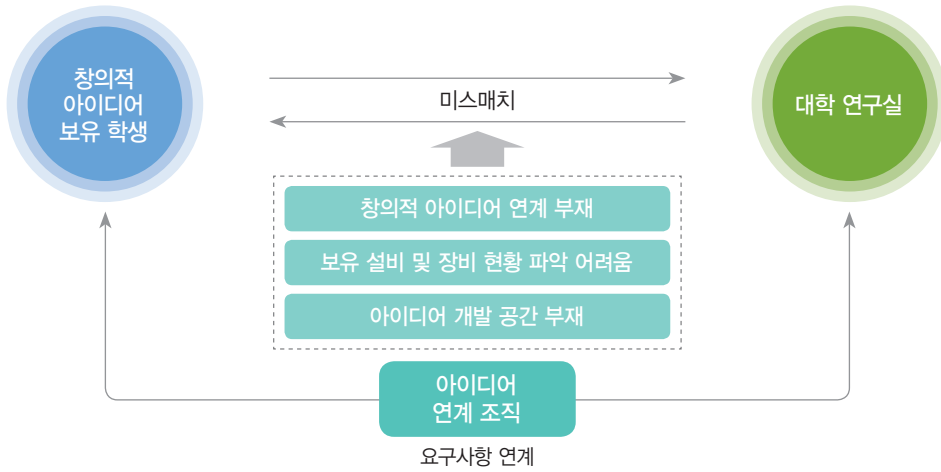 창의적
아이디어
보유 학생
미스매치
대학 연구실
창의적 아이디어 연계 부재
보유 설비 및 장비 현황 파악 어려움
아이디어 개발 공간 부재
아이디어
연계 조직
요구사항 연계